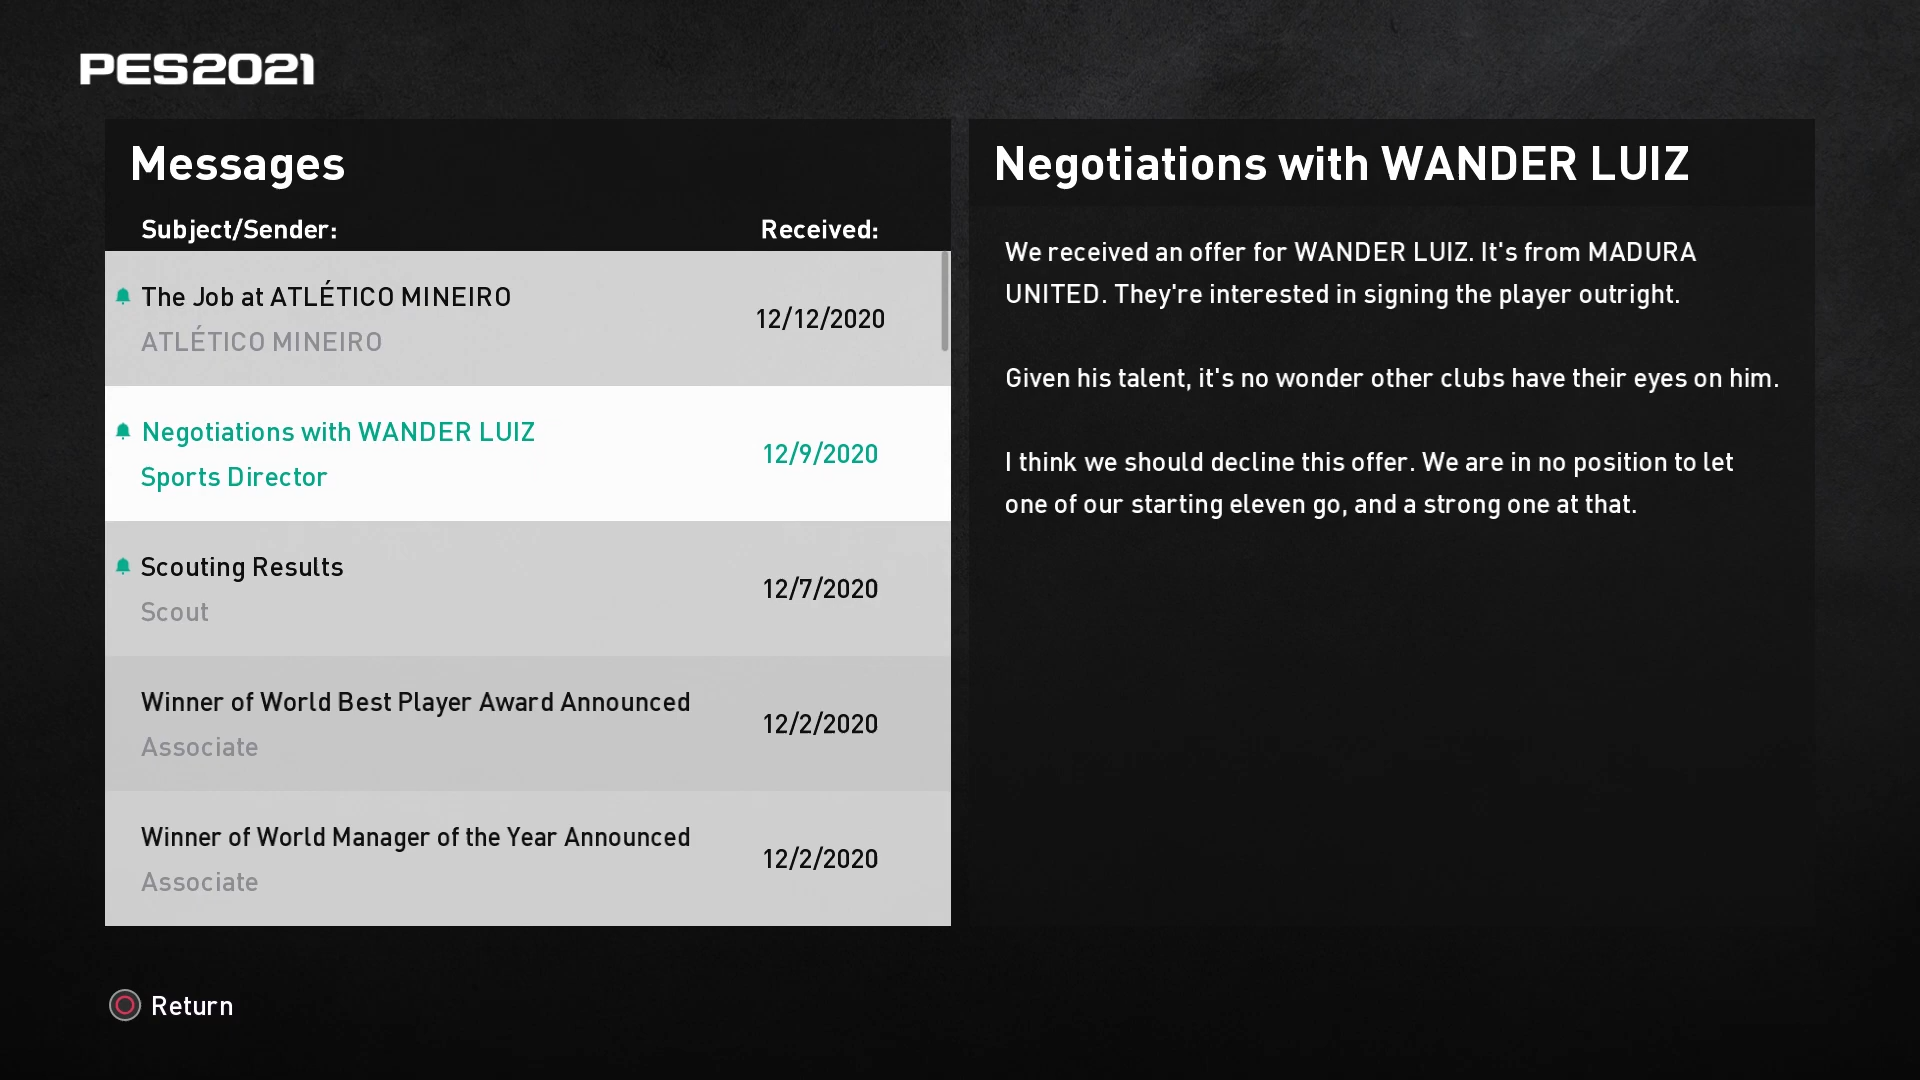 PES2021
Messages
Subject/Sender: Received:
The Job at ATLÉTICO MINEIRO
ATLÉTICO MINEIRO
12/12/2020
Negotiations with WANDER LUIZ
Sports Director
12/9/2020
Scouting Results
Scout
12/7/2020
Winner of World Best Player Award Announced
Associate
12/2/2020
Winner of World Manager of the Year Announced
Associate
12/2/2020
Negotiations with WANDER LUIZ
We received an offer for WANDER LUIZ. It's from MADURA
UNITED. They're interested in signing the player outright.
Given his talent, it's no wonder other clubs have their eyes on him.
I think we should decline this offer. We are in no position to let
one of our starting eleven go, and a strong one at that.
Return